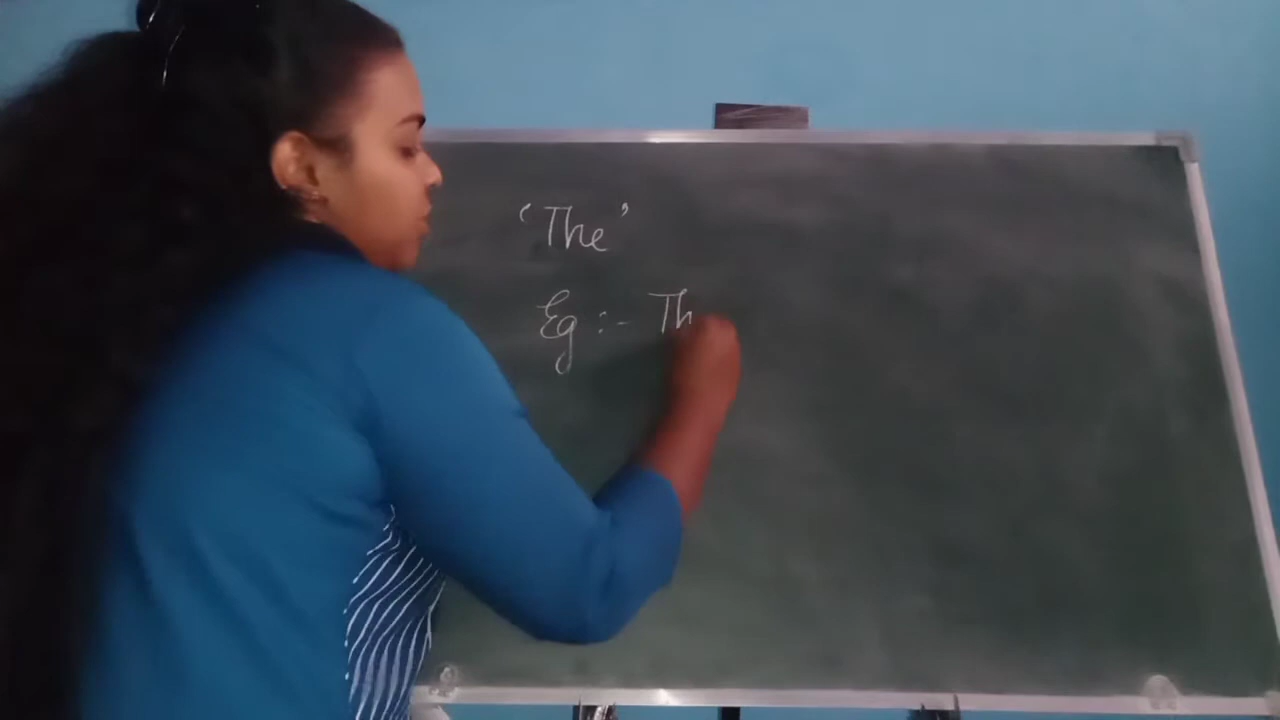 ‘The’
Eg :- Th